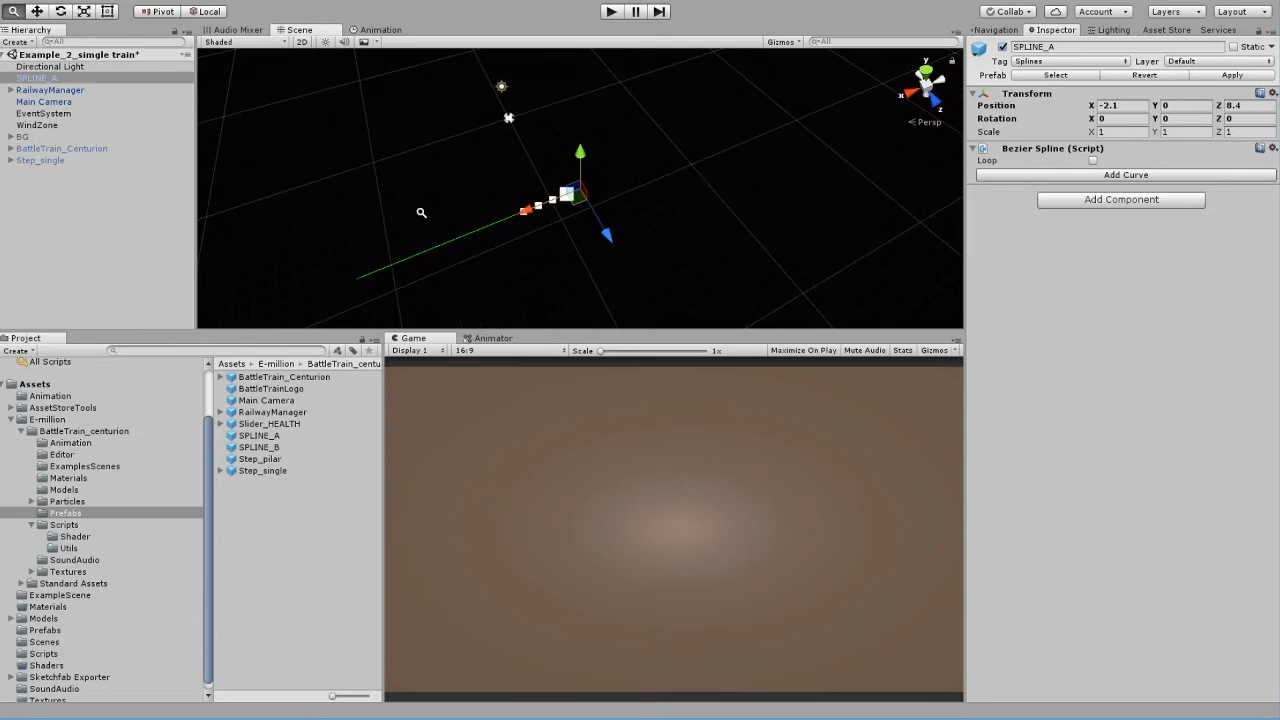 Pivot Local Collab Account Layers Layout
Hierarchy Audio Mixer Scene Animation Navigation Inspector Lighting Asset Store Services
Create All Shaded 2D Gizmos All SPLINE_A Static
Example_2_simgle train*
Tag Splines Layer Default
Directional Light
SPLINE_A Prefab Select Revert Apply
RailwayManager
Transform
Main Camera
Position X -2.1 Y 0 Z 8.4
EventSystem
Rotation X 0 Y 0 Z 0
WindZone y x z Persp
Scale X 1 Y 1 Z 1
BG
BattleTrain_Centurion Bezier Spline (Script)
Step_single Loop
Add Curve
Add Component
Project Game Animator
Create Display 1 16:9 Scale 1x Maximize On Play Mute Audio Stats Gizmos
All Scripts Assets E-million BattleTrain_centu
Assets BattleTrain_Centurion
Animation BattleTrainLogo
AssetStoreTools Main Camera
E-million RailwayManager
BattleTrain_centurion Slider_HEALTH
Animation SPLINE_A
Editor SPLINE_B
ExamplesScenes Step_pilar
Materials Step_single
Models
Particles
Prefabs
Scripts
Shader
Utils
SoundAudio
Textures
Standard Assets
ExampleScene
Materials
Models
Prefabs
Scenes
Scripts
Shaders
Sketchfab Exporter
SoundAudio
Textures